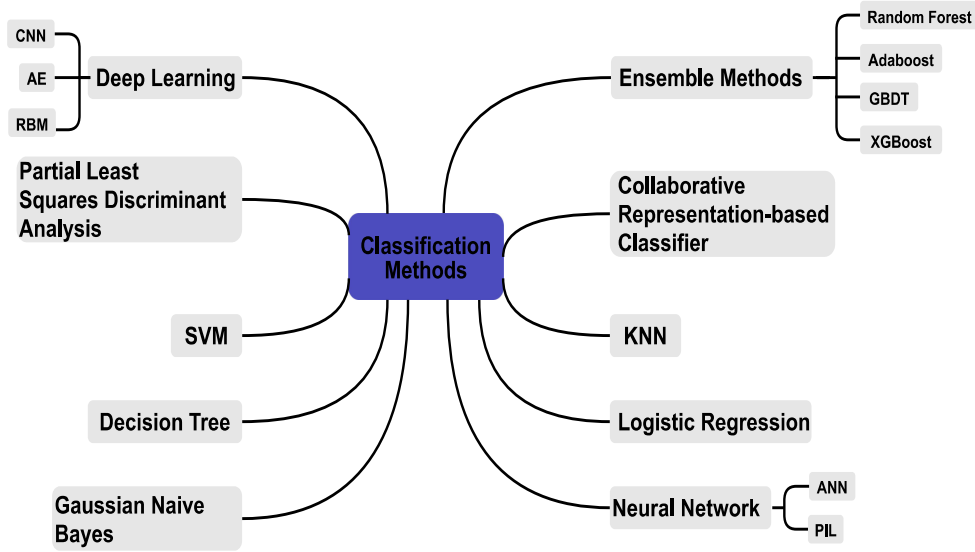 CNN
AE
RBM
Deep Learning
Partial Least
Squares Discriminant
Analysis
SVM
Decision Tree
Gaussian Naive
Bayes
Classification
Methods
Ensemble Methods
Random Forest
Adaboost
GBDT
XGBoost
Collaborative
Representation-based
Classifier
KNN
Logistic Regression
Neural Network
ANN
PIL